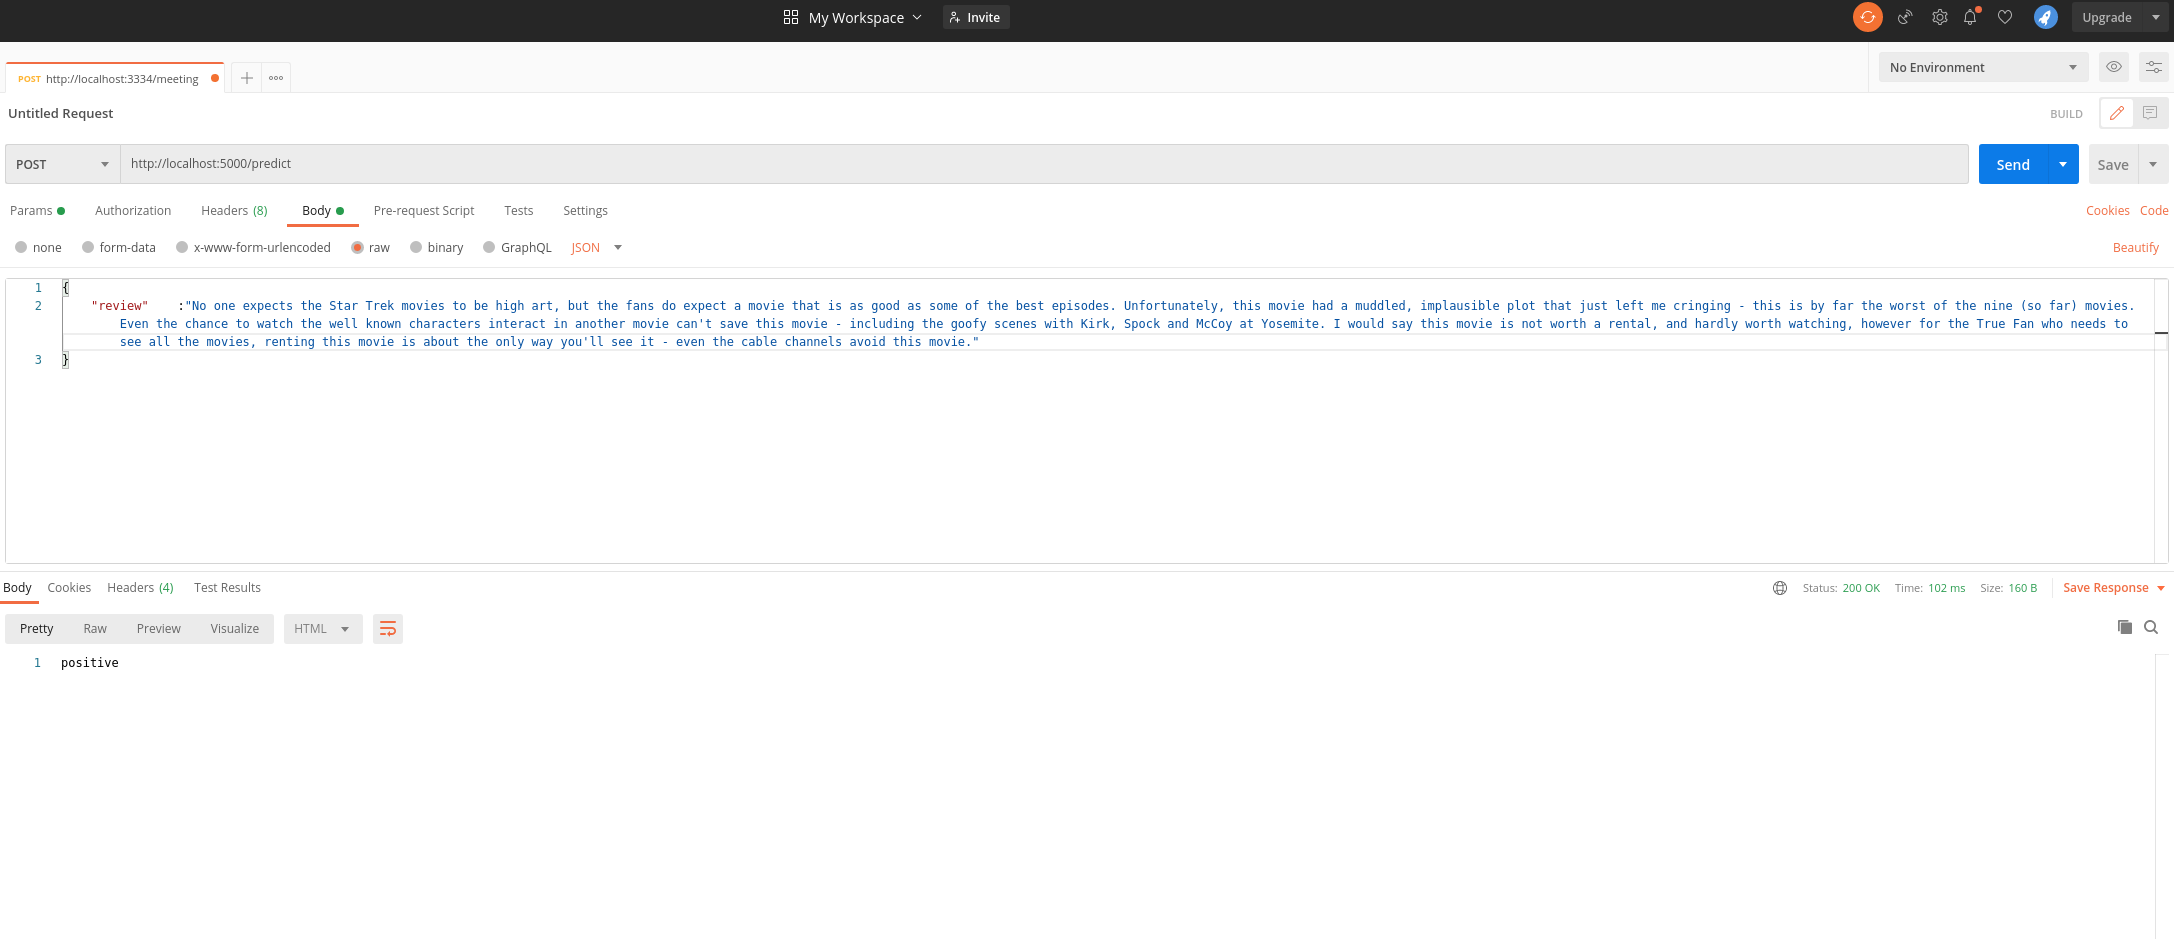 My Workspace Invite Upgrade
POST http://localhost:3334/meeting No Environment
Untitled Request BUILD
POST http://localhost:5000/predict Send Save
Params Authorization Headers (8) Body Pre-request Script Tests Settings Cookies Code
none form-data x-www-form-urlencoded raw binary GraphQL JSON Beautify
1 {
2 "review" :"No one expects the Star Trek movies to be high art, but the fans do expect a movie that is as good as some of the best episodes. Unfortunately, this movie had a muddled, implausible plot that just left me cringing - this is by far the worst of the nine (so far) movies.
Even the chance to watch the well known characters interact in another movie can't save this movie - including the goofy scenes with Kirk, Spock and McCoy at Yosemite. I would say this movie is not worth a rental, and hardly worth watching, however for the True Fan who needs to
see all the movies, renting this movie is about the only way you'll see it - even the cable channels avoid this movie."
3 }
Body Cookies Headers (4) Test Results Status: 200 OK Time: 102 ms Size: 160 B Save Response
Pretty Raw Preview Visualize HTML
1 positive